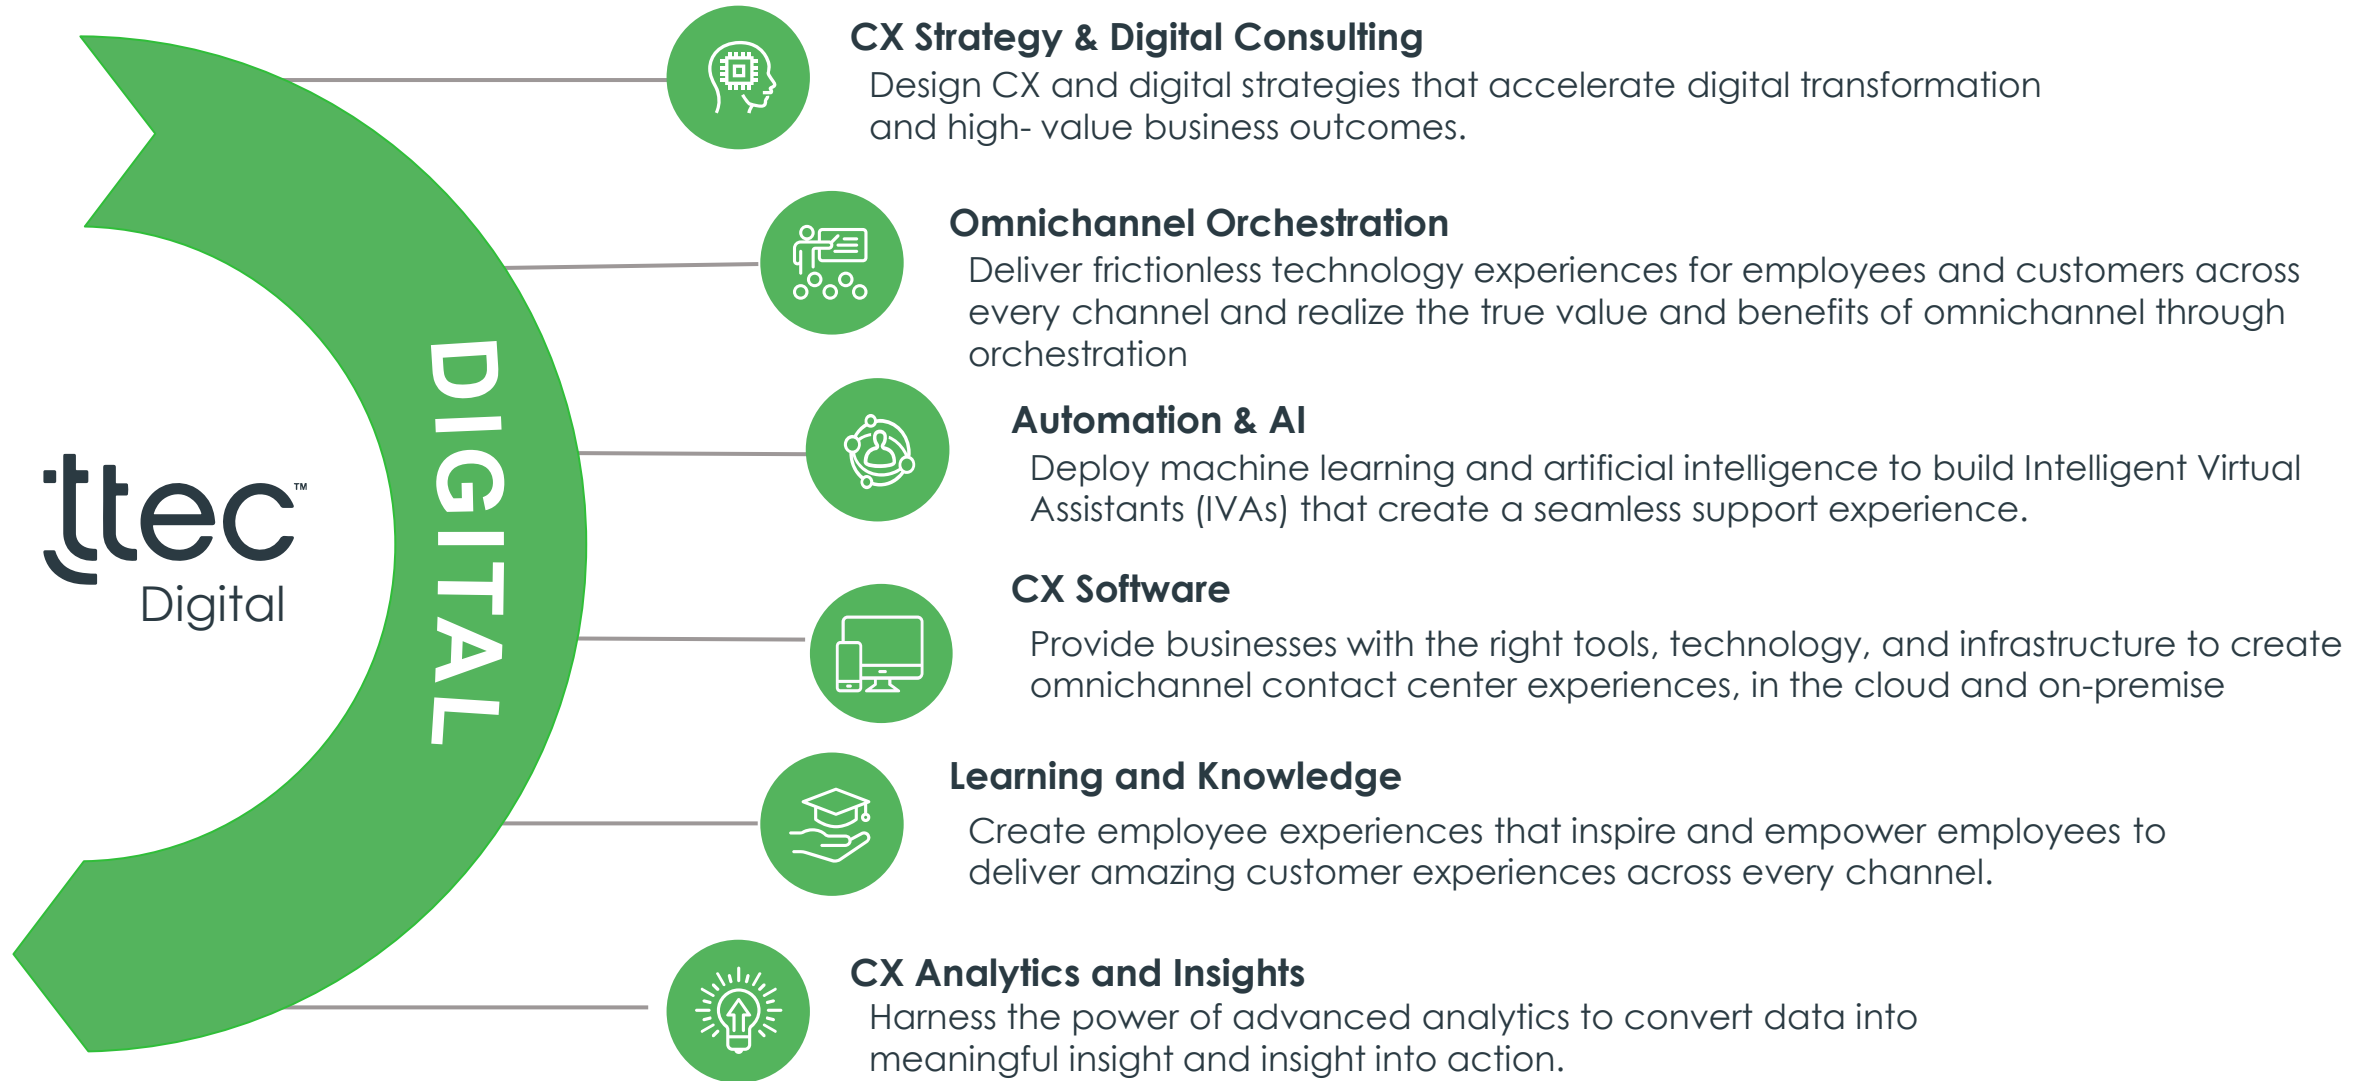 CX Strategy & Digital Consulting
Design CX and digital strategies that accelerate digital transformation
and high- value business outcomes.
Omnichannel Orchestration
Deliver frictionless technology experiences for employees and customers across
every channel and realize the true value and benefits of omnichannel through
orchestration
Automation & AI
Deploy machine learning and artificial intelligence to build Intelligent Virtual
Assistants (IVAs) that create a seamless support experience.
CX Software
Provide businesses with the right tools, technology, and infrastructure to create
omnichannel contact center experiences, in the cloud and on-premise
Learning and Knowledge
Create employee experiences that inspire and empower employees to
deliver amazing customer experiences across every channel.
CX Analytics and Insights
Harness the power of advanced analytics to convert data into
meaningful insight and insight into action.
DIGITAL
ttec™
Digital